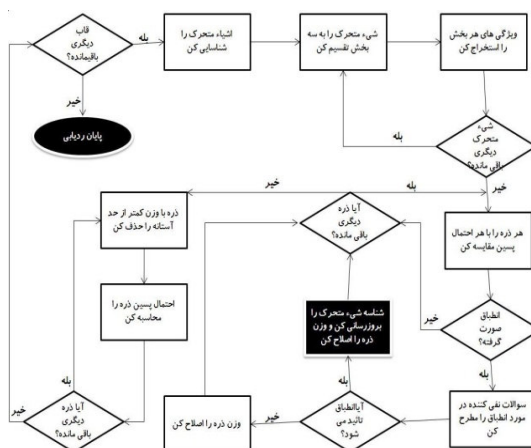 قاب
دیگری
باقیمانده؟
بله
خیر
پایان ردیابی
اشیاء متحرک را
شناسایی کن
شیء متحرک را به سه
بخش تقسیم کن
ویژگی های هر بخش
را استخراج کن
بله
شیء
متحرک
دیگری
باقی مانده؟
خیر
هر ذره را با هر احتمال
پسین مقایسه کن
انطباق
صورت
گرفته؟
خیر
بله
سوالات نفی کننده در
مورد انطباق را مطرح
کن
آیاانطباق
تائید می
شود؟
بله
خیر
شناسه شیء متحرک را
بروزرسانی کن و وزن
ذره را اصلاح کن
وزن ذره را اصلاح کن
آیا ذره
دیگری
باقی مانده؟
بله
خیر
ذره با وزن کمتر از حد
آستانه را حذف کن
احتمال پسین ذره را
محاسبه کن
آیا ذره
دیگری
باقی مانده؟
بله
خیر